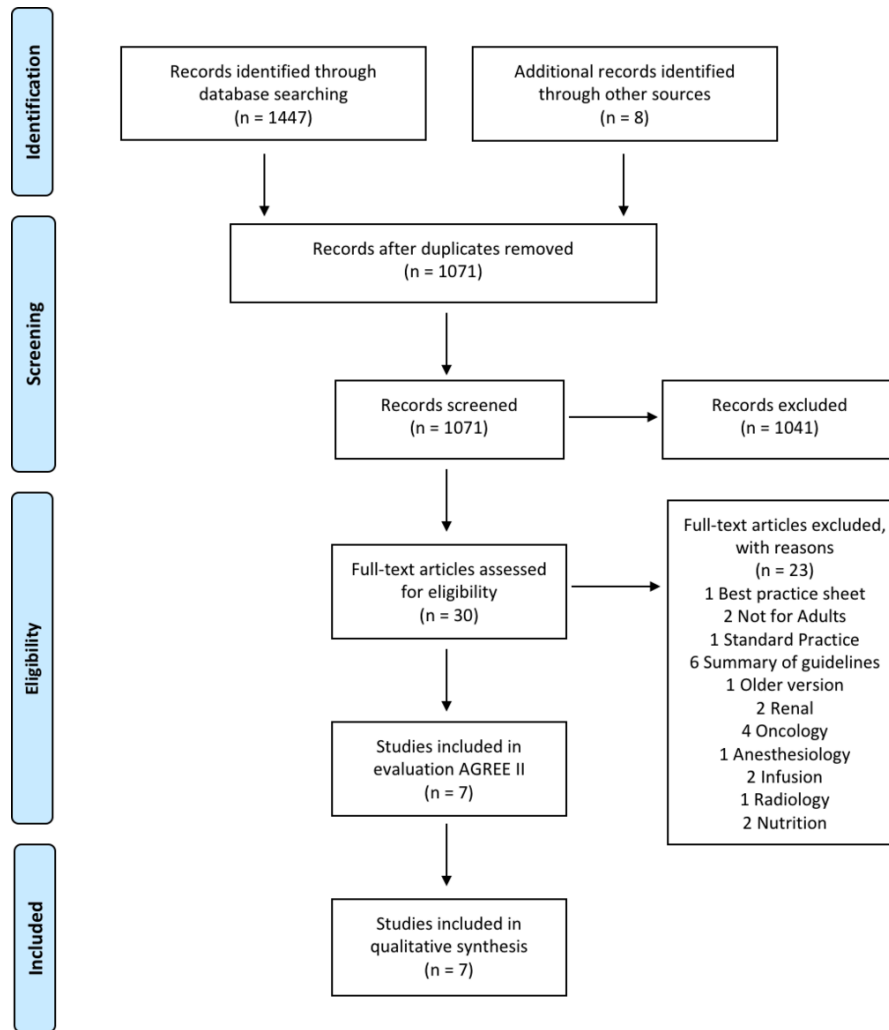 Identification
Records identified through
database searching
(n = 1447)
Additional records identified
through other sources
(n = 8)
Screening
Records after duplicates removed
(n = 1071)
Records screened
(n = 1071)
Records excluded
(n = 1041)
Eligibility
Full-text articles assessed
for eligibility
(n = 30)
Full-text articles excluded,
with reasons
(n = 23)
1 Best practice sheet
2 Not for Adults
1 Standard Practice
6 Summary of guidelines
1 Older version
2 Renal
4 Oncology
1 Anesthesiology
2 Infusion
1 Radiology
2 Nutrition
Studies included in
evaluation AGREE II
(n = 7)
Included
Studies included in
qualitative synthesis
(n = 7)